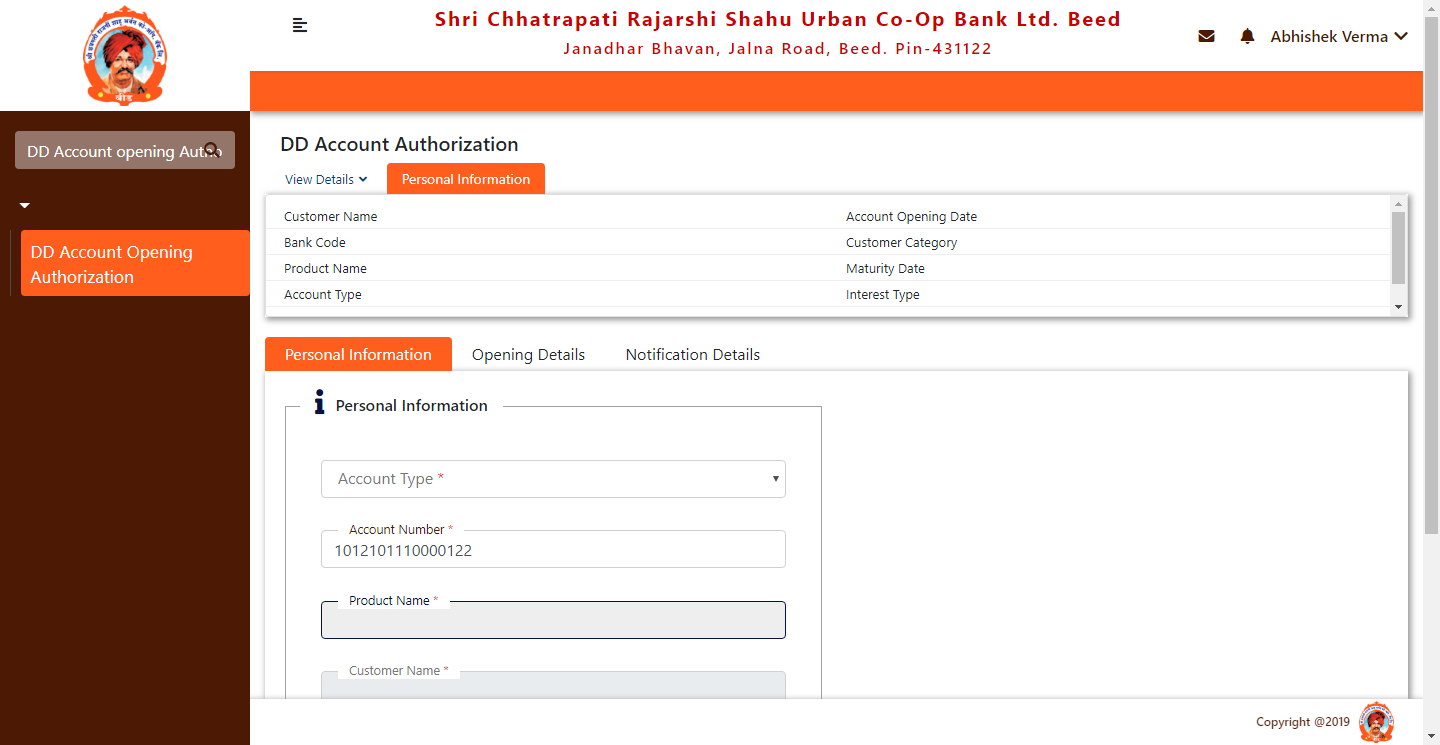 Shri Chhatrapati Rajarshi Shahu Urban Co-Op Bank Ltd. Beed
Janadhar Bhavan, Jalna Road, Beed. Pin-431122
Abhishek Verma
बीड
DD Account opening Autho
DD Account Opening
Authorization
DD Account Authorization
View Details
Personal Information
Customer Name
Account Opening Date
Bank Code
Customer Category
Product Name
Maturity Date
Account Type
Interest Type
Personal Information
Opening Details
Notification Details
Personal Information
Account Type *
Account Number *
1012101110000122
Product Name *
Customer Name *
Copyright @2019